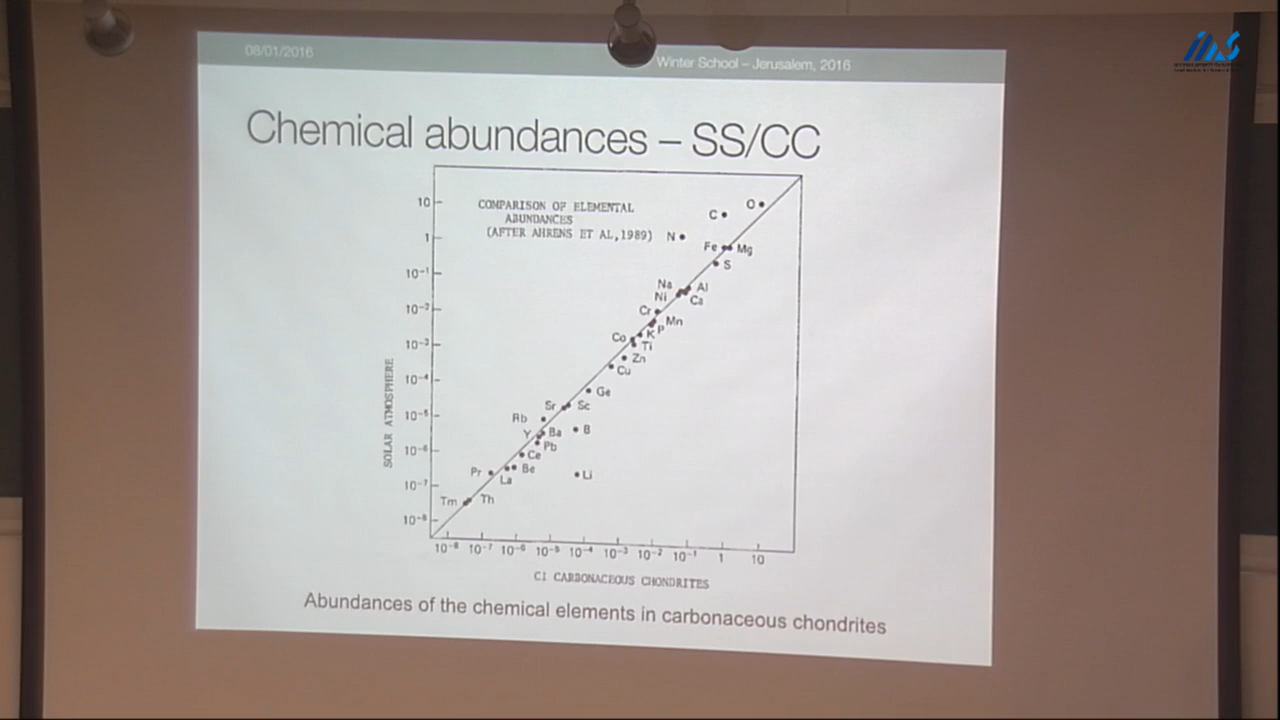 08/01/2016
Winter School – Jerusalem, 2016
Chemical abundances – SS/CC
COMPARISON OF ELEMENTAL
ABUNDANCES
(AFTER AHRENS ET AL,1989)
SOLAR ATMOSPHERE
10
1
10⁻¹
10⁻²
10⁻³
10⁻⁴
10⁻⁵
10⁻⁶
10⁻⁷
10⁻⁸
O
C
N
Fe
Mg
S
Na
Al
Ni
Ca
Cr
Mn
P
K
Co
Ti
Zn
Cu
Ge
Sr
Sc
Rb
B
Y
Ba
Pb
Ce
Be
Pr
La
Li
Tm
Th
10⁻⁸ 10⁻⁷ 10⁻⁶ 10⁻⁵ 10⁻⁴ 10⁻³ 10⁻² 10⁻¹ 1 10
C1 CARBONACEOUS CHONDRITES
Abundances of the chemical elements in carbonaceous chondrites